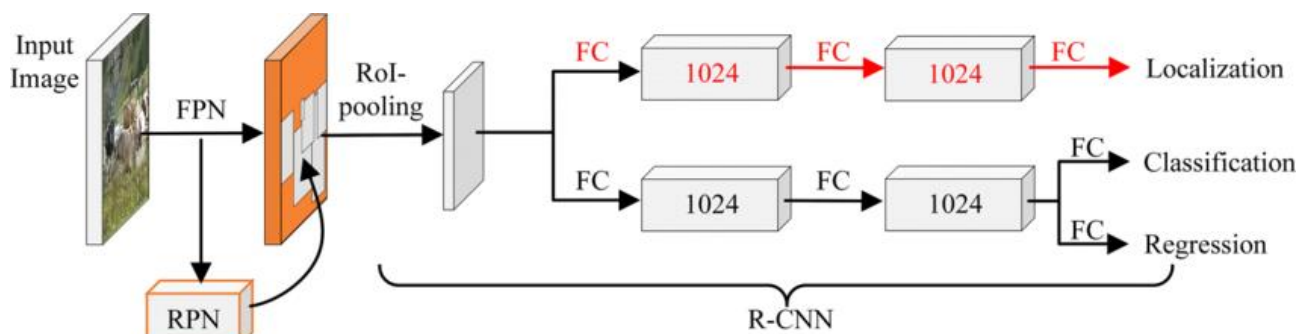 Input
Image
FPN
RPN
RoI-
pooling
FC
1024
FC
1024
FC
Localization
FC
1024
FC
1024
FC
Classification
FC
Regression
R-CNN